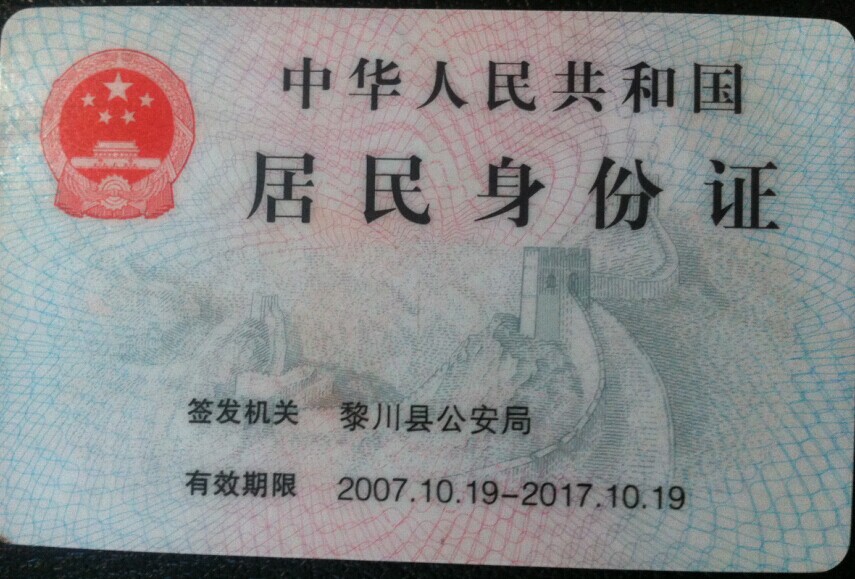 中华人民共和国
居民身份证
签发机关 黎川县公安局
有效期限 2007.10.19-2017.10.19